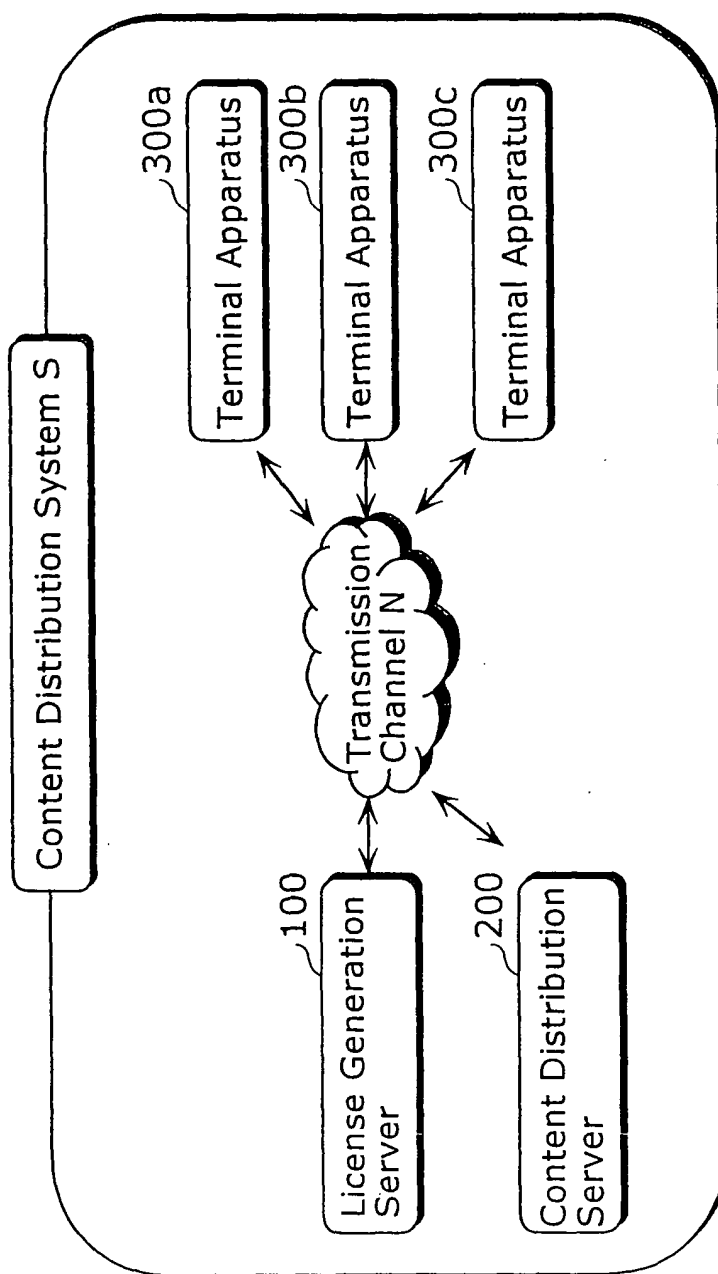 Content Distribution System S
100
License Generation
Server
200
Content Distribution
Server
Transmission
Channel N
300a
Terminal Apparatus
300b
Terminal Apparatus
300c
Terminal Apparatus